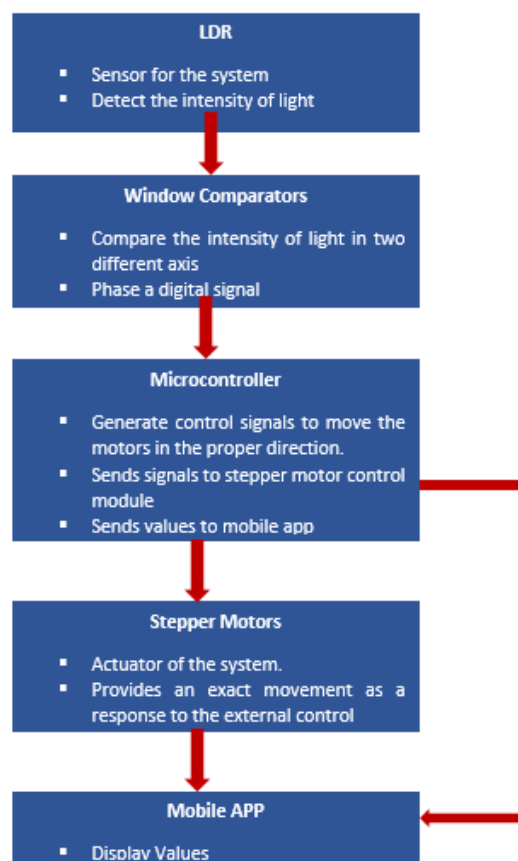 LDR
▪ Sensor for the system
▪ Detect the intensity of light
Window Comparators
▪ Compare the intensity of light in two
different axis
▪ Phase a digital signal
Microcontroller
▪ Generate control signals to move the
motors in the proper direction.
▪ Sends signals to stepper motor control
module
▪ Sends values to mobile app
Stepper Motors
▪ Actuator of the system.
▪ Provides an exact movement as a
response to the external control
Mobile APP
▪ Display Values